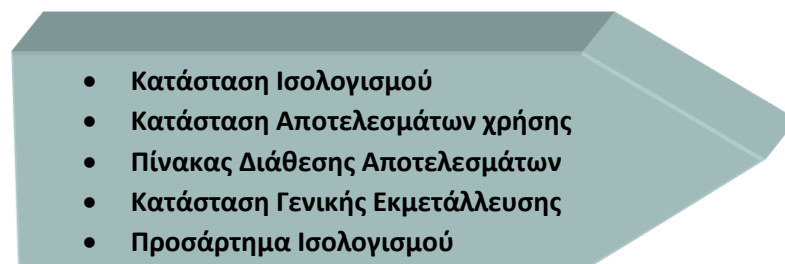 • Κατάσταση Ισολογισμού
• Κατάσταση Αποτελεσμάτων χρήσης
• Πίνακας Διάθεσης Αποτελεσμάτων
• Κατάσταση Γενικής Εκμετάλλευσης
• Προσάρτημα Ισολογισμού